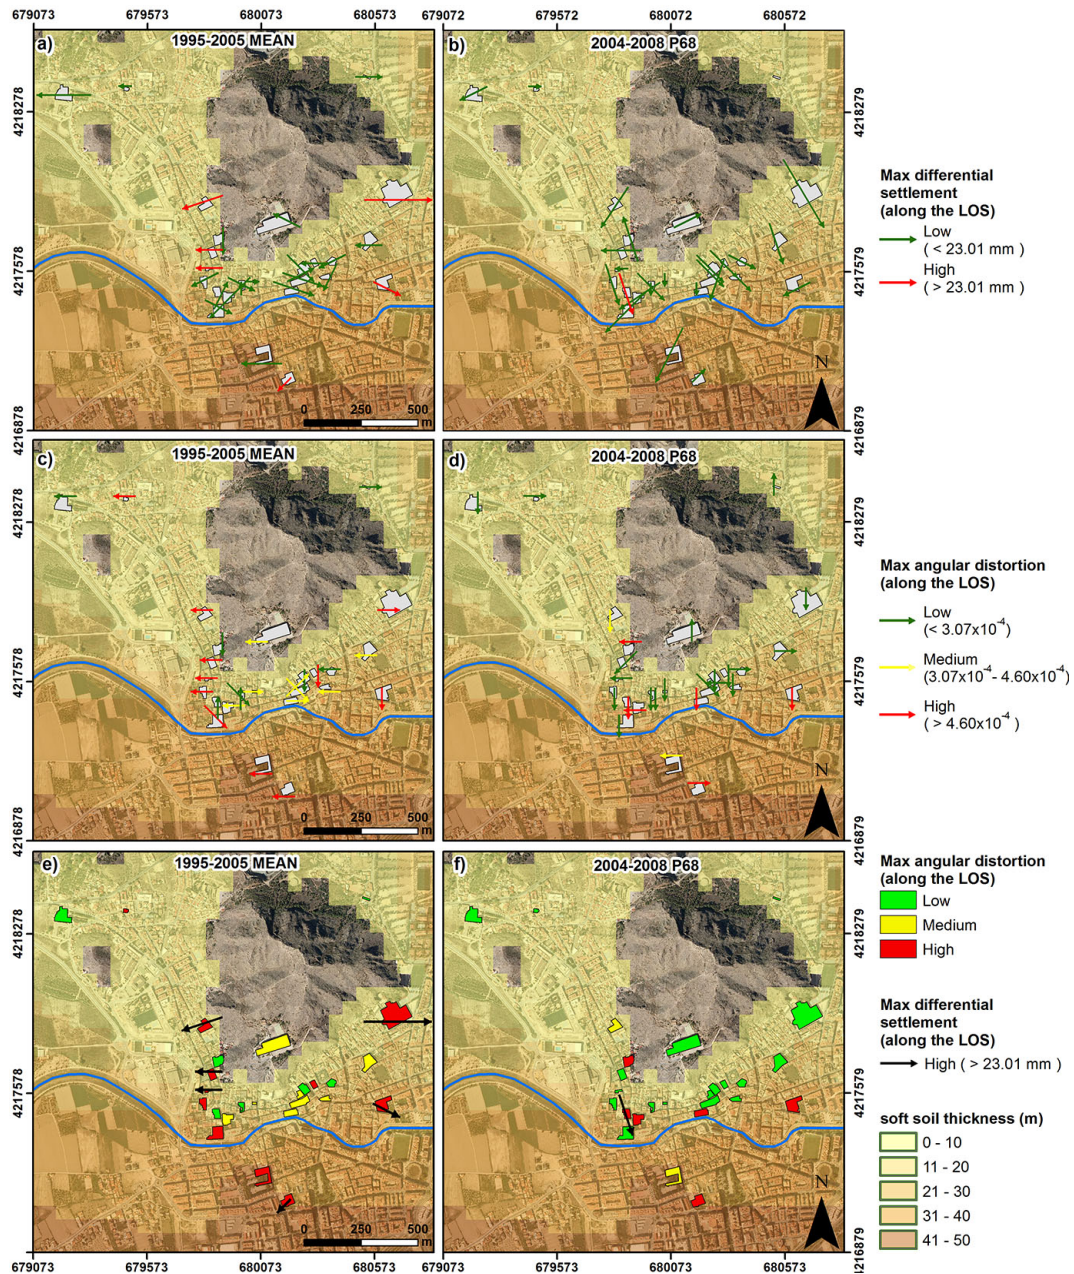 679073 679573 680073 680573 679072 679572 680072 680572
a) 1995-2005 MEAN
b) 2004-2008 P68
4218278
4217578
4216878
4218279
4217579
4216879
N
0 250 500
m
Max differential
settlement
(along the LOS)
Low
(< 23.01 mm )
High
( > 23.01 mm )
c) 1995-2005 MEAN
d) 2004-2008 P68
4218278
4217578
4216878
4218279
4217579
4216879
N
0 250 500
m
Max angular distortion
(along the LOS)
Low
(< 3.07x10-4)
Medium
(3.07x10-4- 4.60x10-4)
High
( > 4.60x10-4 )
e) 1995-2005 MEAN
f) 2004-2008 P68
4218278
4217578
4218279
4217579
4216879
N
0 250 500
m
679073 679573 680073 680573 679073 679573 680073 680573
Max angular distortion
(along the LOS)
Low
Medium
High
Max differential
settlement
(along the LOS)
High ( > 23.01 mm )
soft soil thickness (m)
0 - 10
11 - 20
21 - 30
31 - 40
41 - 50